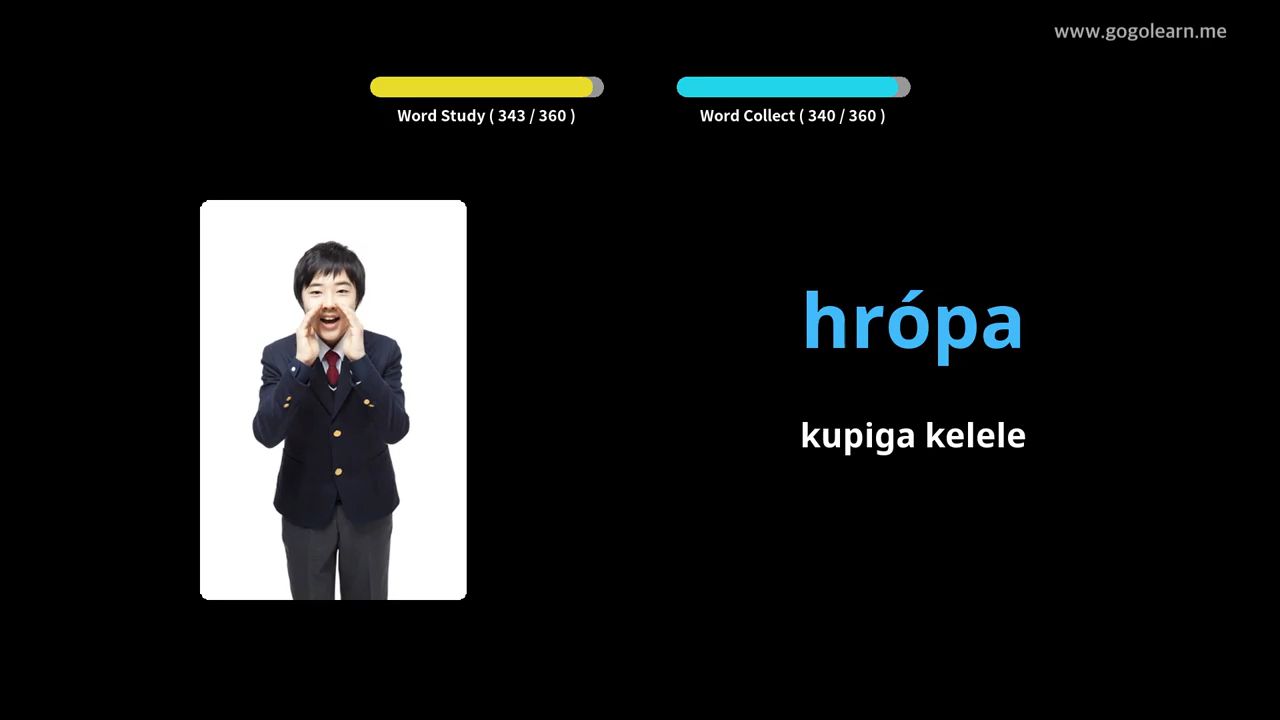 www.gogolearn.me
Word Study ( 343 / 360 )
Word Collect ( 340 / 360 )
hrópa
kupiga kelele